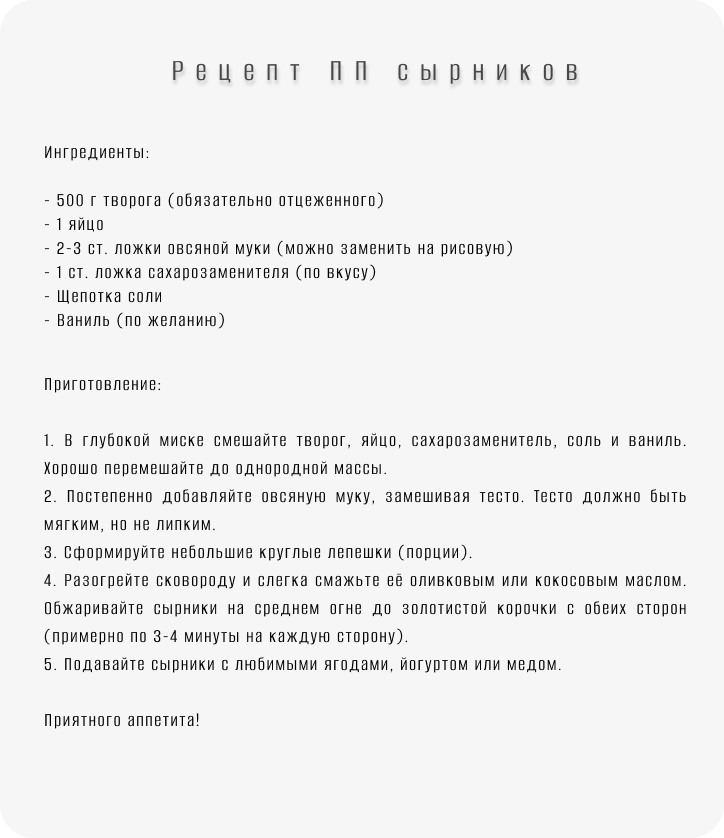 Рецепт ПП сырников
Ингредиенты:
- 500 г творога (обязательно отцеженного)
- 1 яйцо
- 2-3 ст. ложки овсяной муки (можно заменить на рисовую)
- 1 ст. ложка сахарозаменителя (по вкусу)
- Щепотка соли
- Ваниль (по желанию)
Приготовление:
1. В глубокой миске смешайте творог, яйцо, сахарозаменитель, соль и ваниль.
Хорошо перемешайте до однородной массы.
2. Постепенно добавляйте овсяную муку, замешивая тесто. Тесто должно быть
мягким, но не липким.
3. Сформируйте небольшие круглые лепешки (порции).
4. Разогрейте сковороду и слегка смажьте её оливковым или кокосовым маслом.
Обжаривайте сырники на среднем огне до золотистой корочки с обеих сторон
(примерно по 3-4 минуты на каждую сторону).
5. Подавайте сырники с любимыми ягодами, йогуртом или медом.
Приятного аппетита!